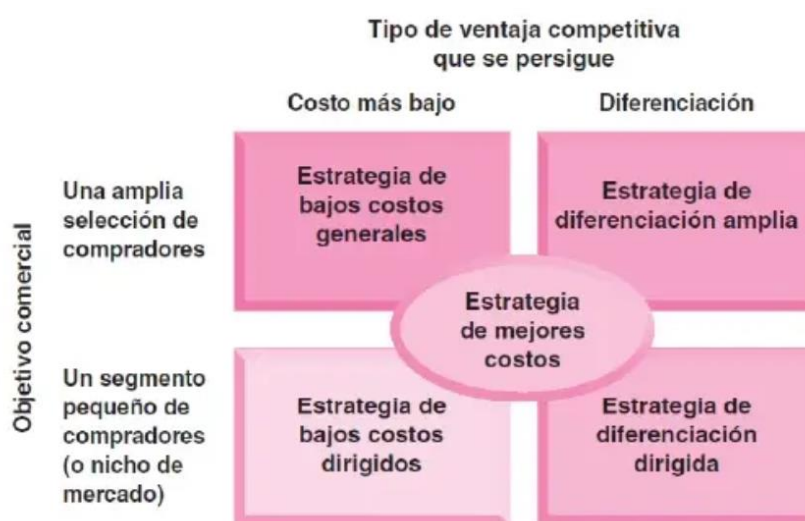 Tipo de ventaja competitiva
que se persigue
Costo más bajo
Diferenciación
Objetivo comercial
Una amplia
selección de
compradores
Estrategia de
bajos costos
generales
Estrategia de
diferenciación amplia
Estrategia
de mejores
costos
Un segmento
pequeño de
compradores
(o nicho de
mercado)
Estrategia de
bajos costos
dirigidos
Estrategia de
diferenciación
dirigida